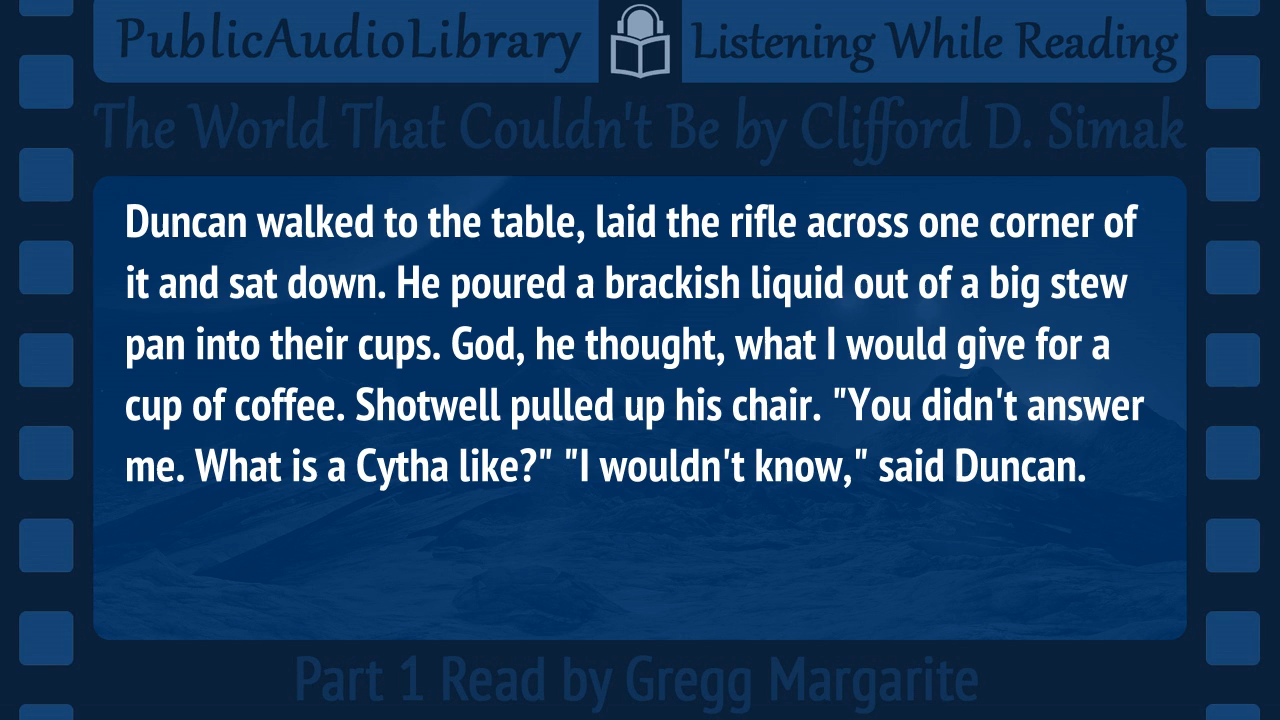 PublicAudioLibrary Listening While Reading
The World That Couldn't Be by Clifford D. Simak
Duncan walked to the table, laid the rifle across one corner of
it and sat down. He poured a brackish liquid out of a big stew
pan into their cups. God, he thought, what I would give for a
cup of coffee. Shotwell pulled up his chair. "You didn't answer
me. What is a Cytha like?" "I wouldn't know," said Duncan.
Part 1 Read by Gregg Margarite